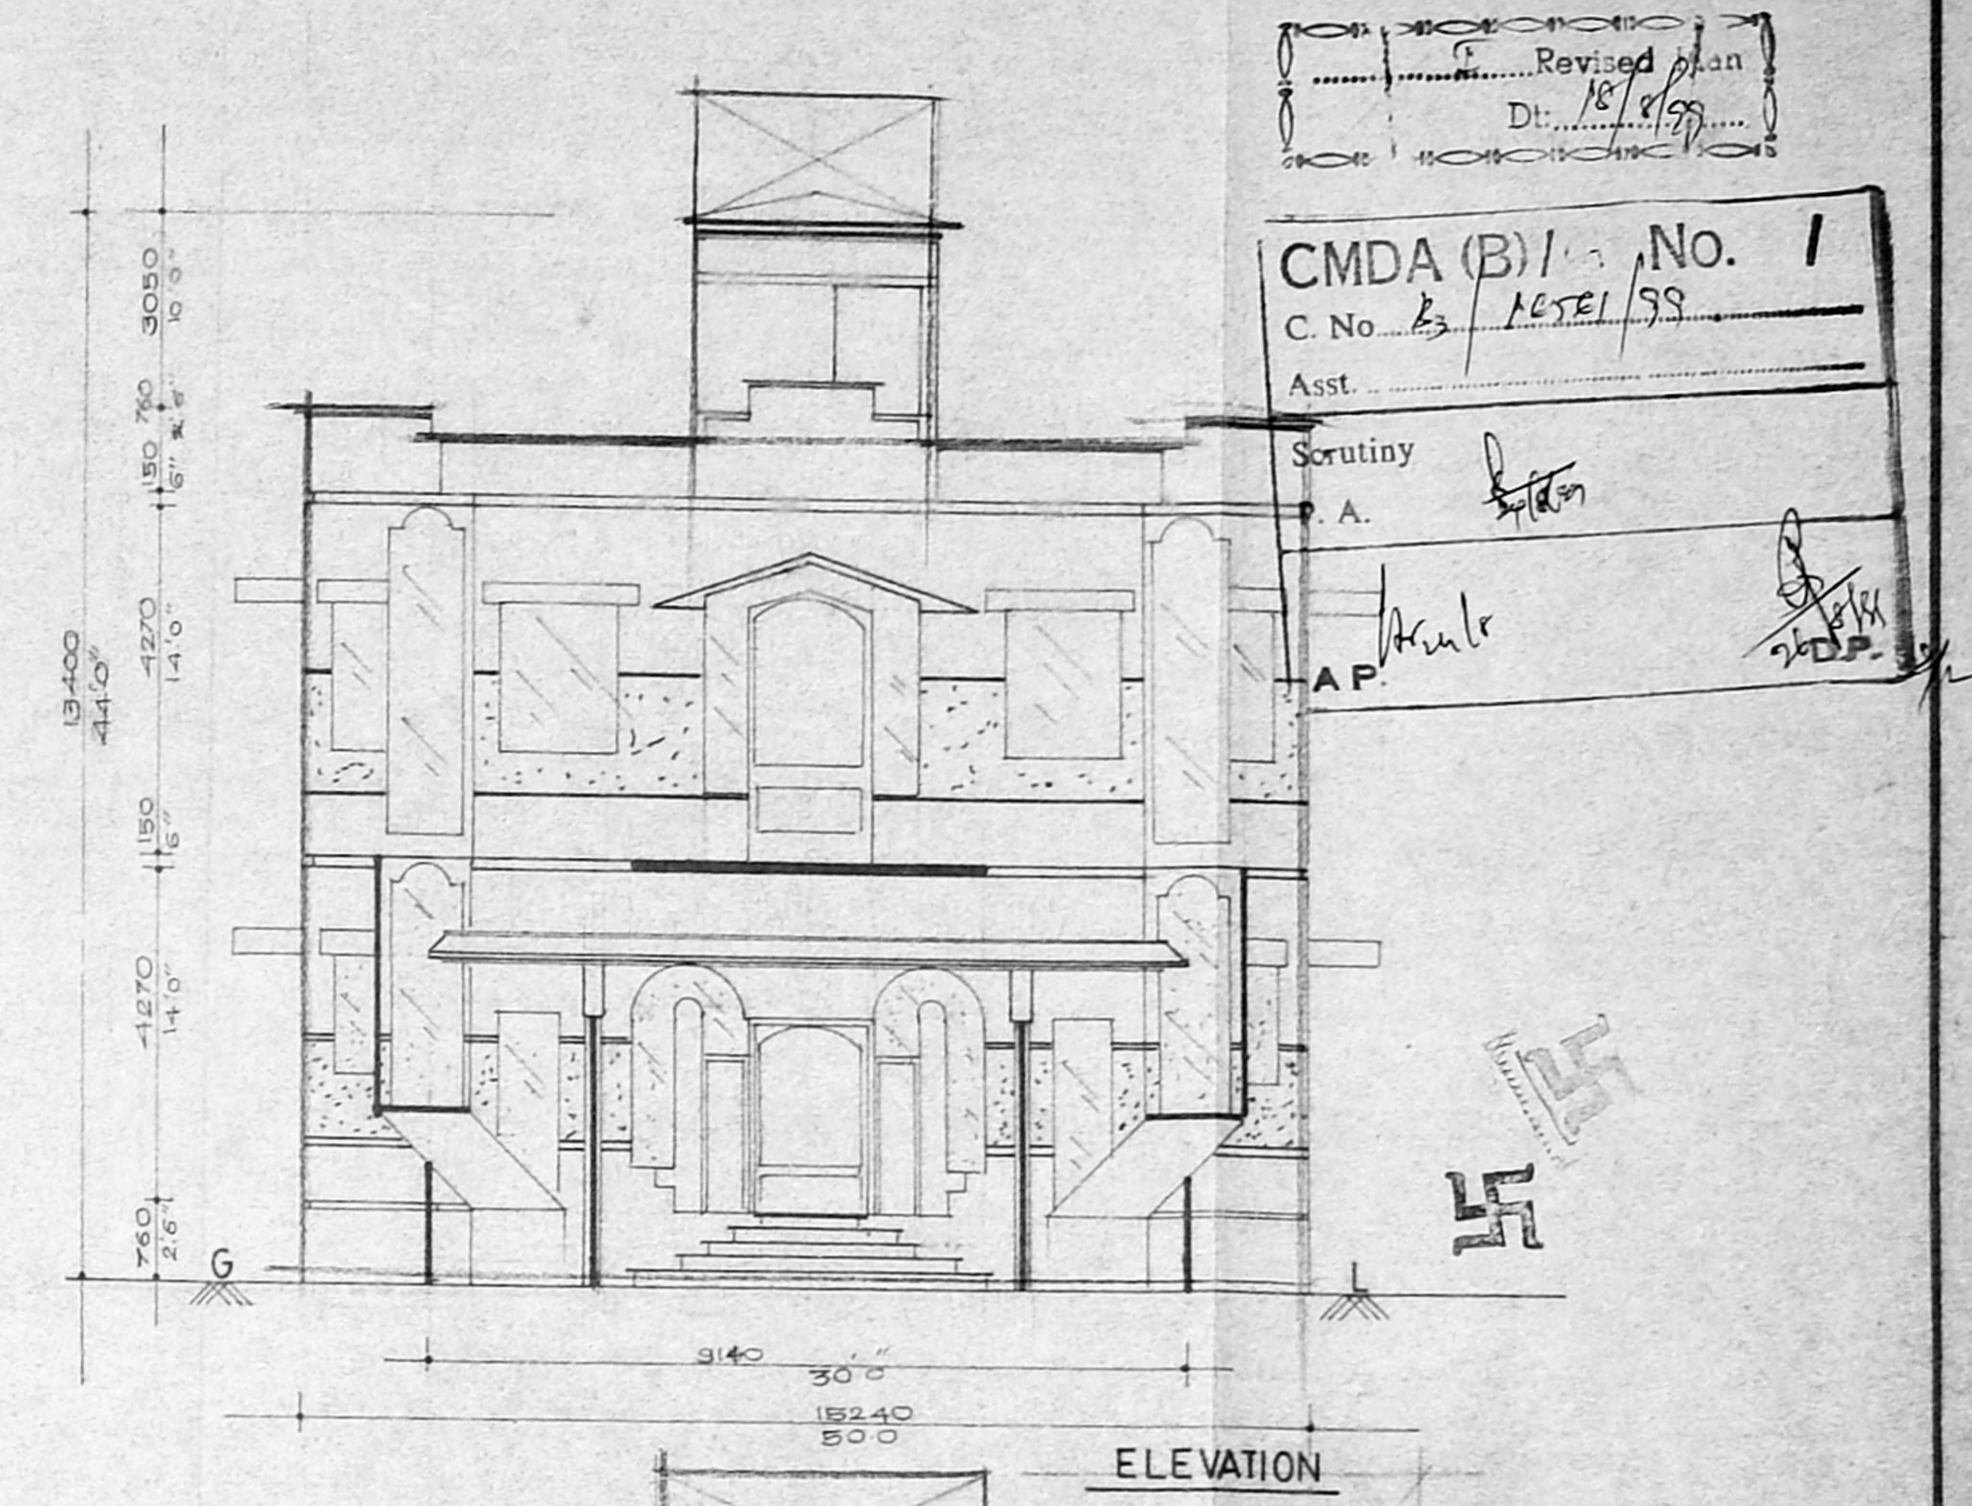 I Revised Plan
Dt: 18/8/99
CMDA (B)/ No. 1
C. No B3 / /99
Asst.
Scrutiny
P. A.
A P.
D.P.
3050
10'0"
760
2'6"
150
6"
4270
14'0"
13400
44'0"
150
6"
4270
14'0"
760
2'6"
G
L
9140
30'0"
15240
50.0
ELEVATION